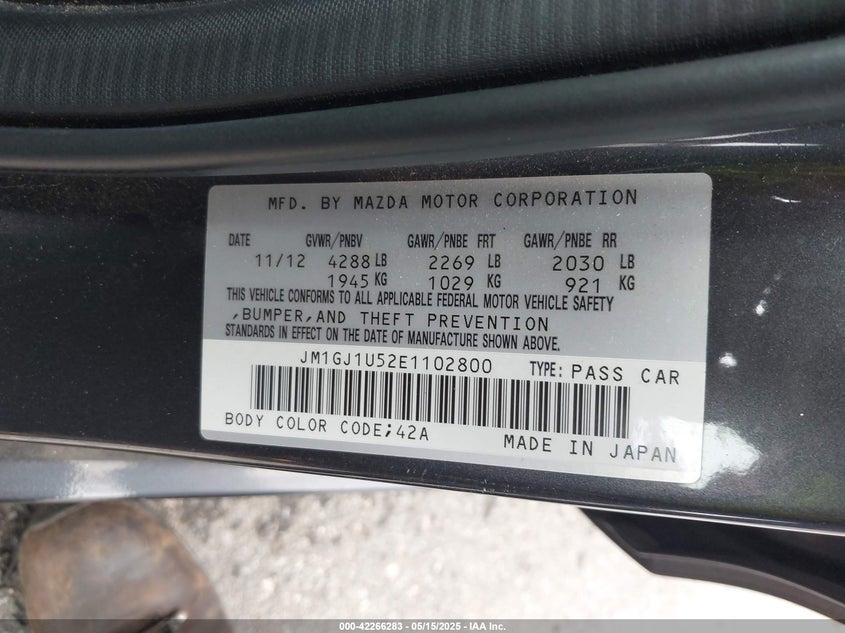 MFD. BY MAZDA MOTOR CORPORATION
DATE GVWR/PNBV GAWR/PNBE FRT GAWR/PNBE RR
11/12 4288 LB 2269 LB 2030 LB
1945 KG 1029 KG 921 KG
THIS VEHICLE CONFORMS TO ALL APPLICABLE FEDERAL MOTOR VEHICLE SAFETY
,BUMPER,AND THEFT PREVENTION
STANDARDS IN EFFECT ON THE DATE OF MANUFACTURE SHOWN ABOVE.
JM1GJ1U52E1102800 TYPE: PASS CAR
BODY COLOR CODE;42A MADE IN JAPAN
000-42266283 - 05/15/2025 - IAA Inc.